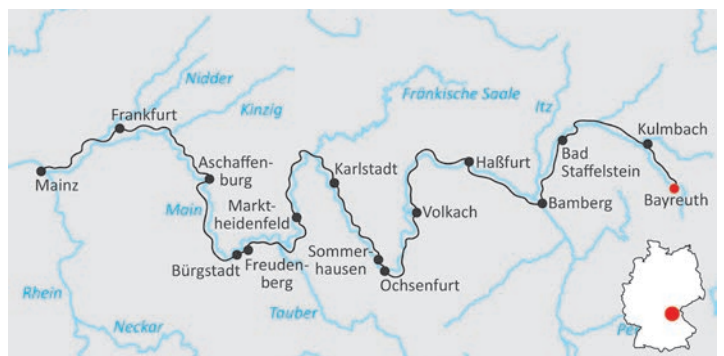 Nidder
Frankfurt
Kinzig
Fränkische Saale
Itz
Kulmbach
Mainz
Aschaffen-
burg
Karlstadt
Haßfurt
Bad
Staffelstein
Bayreuth
Main
Markt-
heidenfeld
Volkach
Bamberg
Bürgstadt
Freuden-
berg
Sommer-
hausen
Ochsenfurt
Rhein
Neckar
Tauber